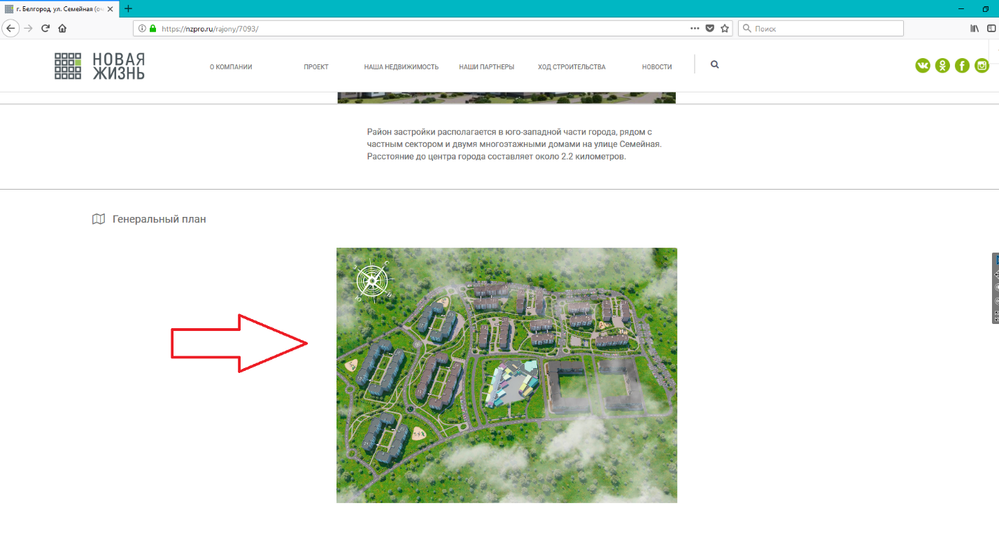 г. Белгород, ул. Семейная (оч
https://nzpro.ru/rajony/7093/
Поиск
НОВАЯ
ЖИЗНЬ
О КОМПАНИИ
ПРОЕКТ
НАША НЕДВИЖИМОСТЬ
НАШИ ПАРТНЕРЫ
ХОД СТРОИТЕЛЬСТВА
НОВОСТИ
Район застройки располагается в юго-западной части города, рядом с
частным сектором и двумя многоэтажными домами на улице Семейная.
Расстояние до центра города составляет около 2.2 километров.
Генеральный план
З
С
Ю
В